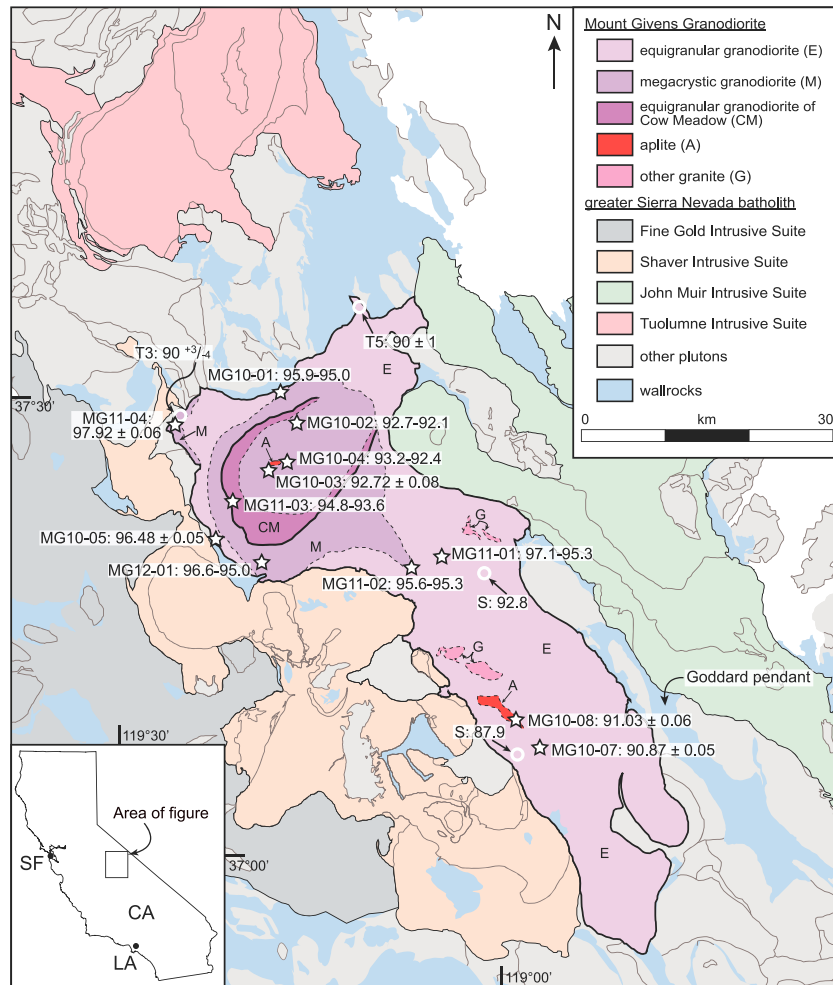 N
Mount Givens Granodiorite
equigranular granodiorite (E)
megacrystic granodiorite (M)
equigranular granodiorite of
Cow Meadow (CM)
aplite (A)
other granite (G)
greater Sierra Nevada batholith
Fine Gold Intrusive Suite
Shaver Intrusive Suite
John Muir Intrusive Suite
Tuolumne Intrusive Suite
other plutons
wallrocks
0 km 30
T3: 90 +3/-4
T5: 90 ± 1
E
MG10-01: 95.9-95.0
37°30
MG11-04:
97.92 ± 0.06
M
MG10-02: 92.7-92.1
A
MG10-04: 93.2-92.4
MG10-03: 92.72 ± 0.08
MG11-03: 94.8-93.6
CM
G
MG10-05: 96.48 ± 0.05
M
MG11-01: 97.1-95.3
MG12-01: 96.6-95.0
MG11-02: 95.6-95.3
S: 92.8
G
E
A
Goddard pendant
MG10-08: 91.03 ± 0.06
119°30
S: 87.9
MG10-07: 90.87 ± 0.05
Area of figure
SF
37°00
E
CA
LA
119°00